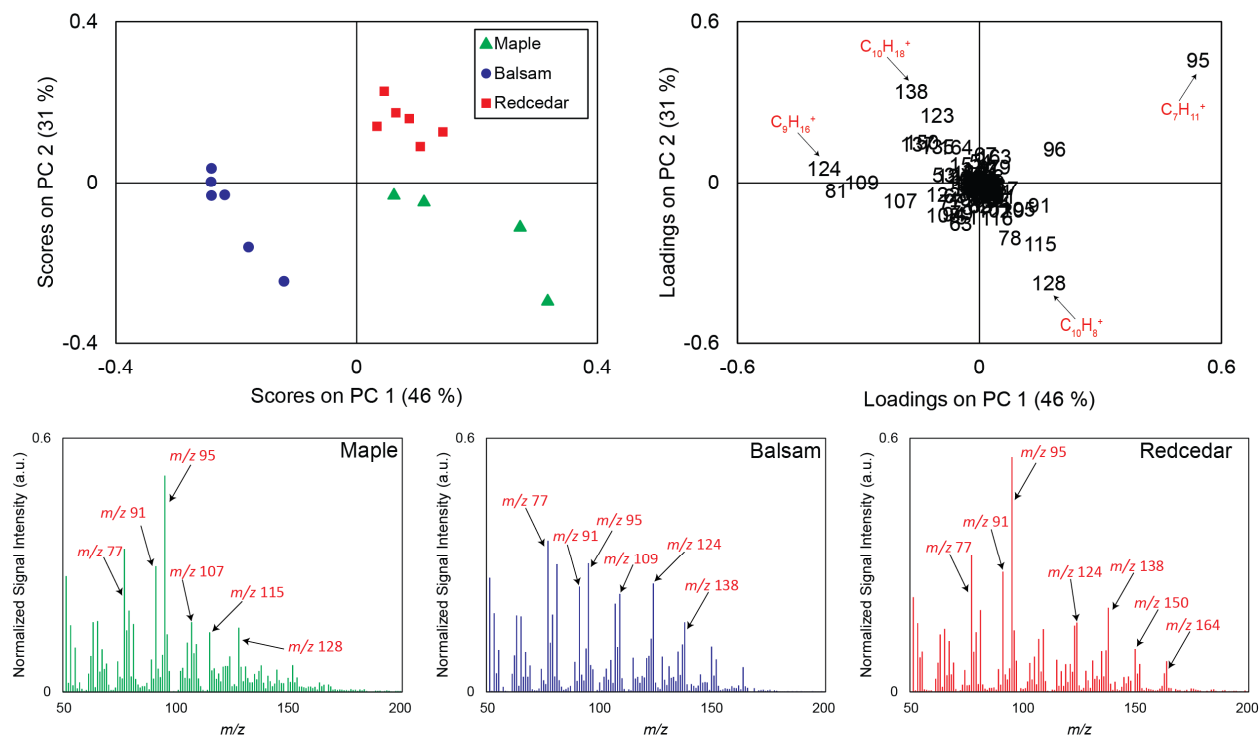 0.4
0
-0.4
-0.4
0
0.4
Scores on PC 2 (31 %)
Scores on PC 1 (46 %)
Maple
Balsam
Redcedar
0.6
0
-0.6
-0.6
0
0.6
Loadings on PC 2 (31 %)
Loadings on PC 1 (46 %)
C10H18+
138
123
C9H16+
124
81
109
107
95
C7H11+
96
164
163
91
78
115
116
128
C10H8+
Maple
0.6
0
Normalized Signal Intensity (a.u.)
m/z 95
m/z 91
m/z 77
m/z 107
m/z 115
m/z 128
50
100
150
200
m/z
Balsam
0.6
0
Normalized Signal Intensity (a.u.)
m/z 77
m/z 91
m/z 95
m/z 109
m/z 124
m/z 138
50
100
150
200
m/z
Redcedar
0.6
0
Normalized Signal Intensity (a.u.)
m/z 95
m/z 91
m/z 77
m/z 124
m/z 138
m/z 150
m/z 164
50
100
150
200
m/z